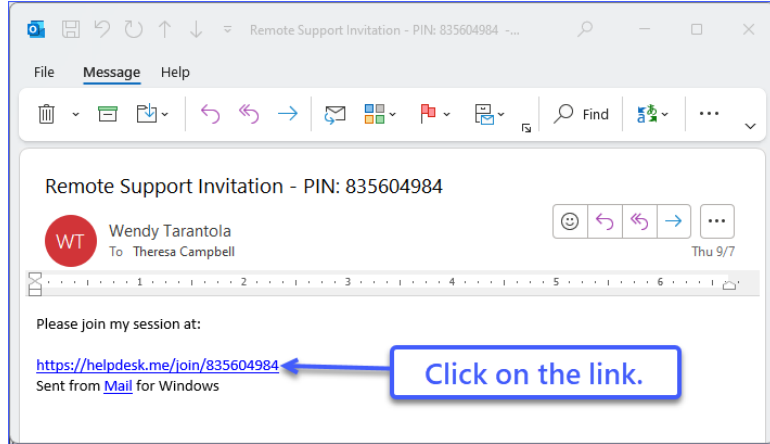 Remote Support Invitation - PIN: 835604984 -...
File Message Help
Find
Remote Support Invitation - PIN: 835604984
WT
Wendy Tarantola
To Theresa Campbell
Thu 9/7
1 2 3 4 5 6
Please join my session at:
https://helpdesk.me/join/835604984
Click on the link.
Sent from Mail for Windows